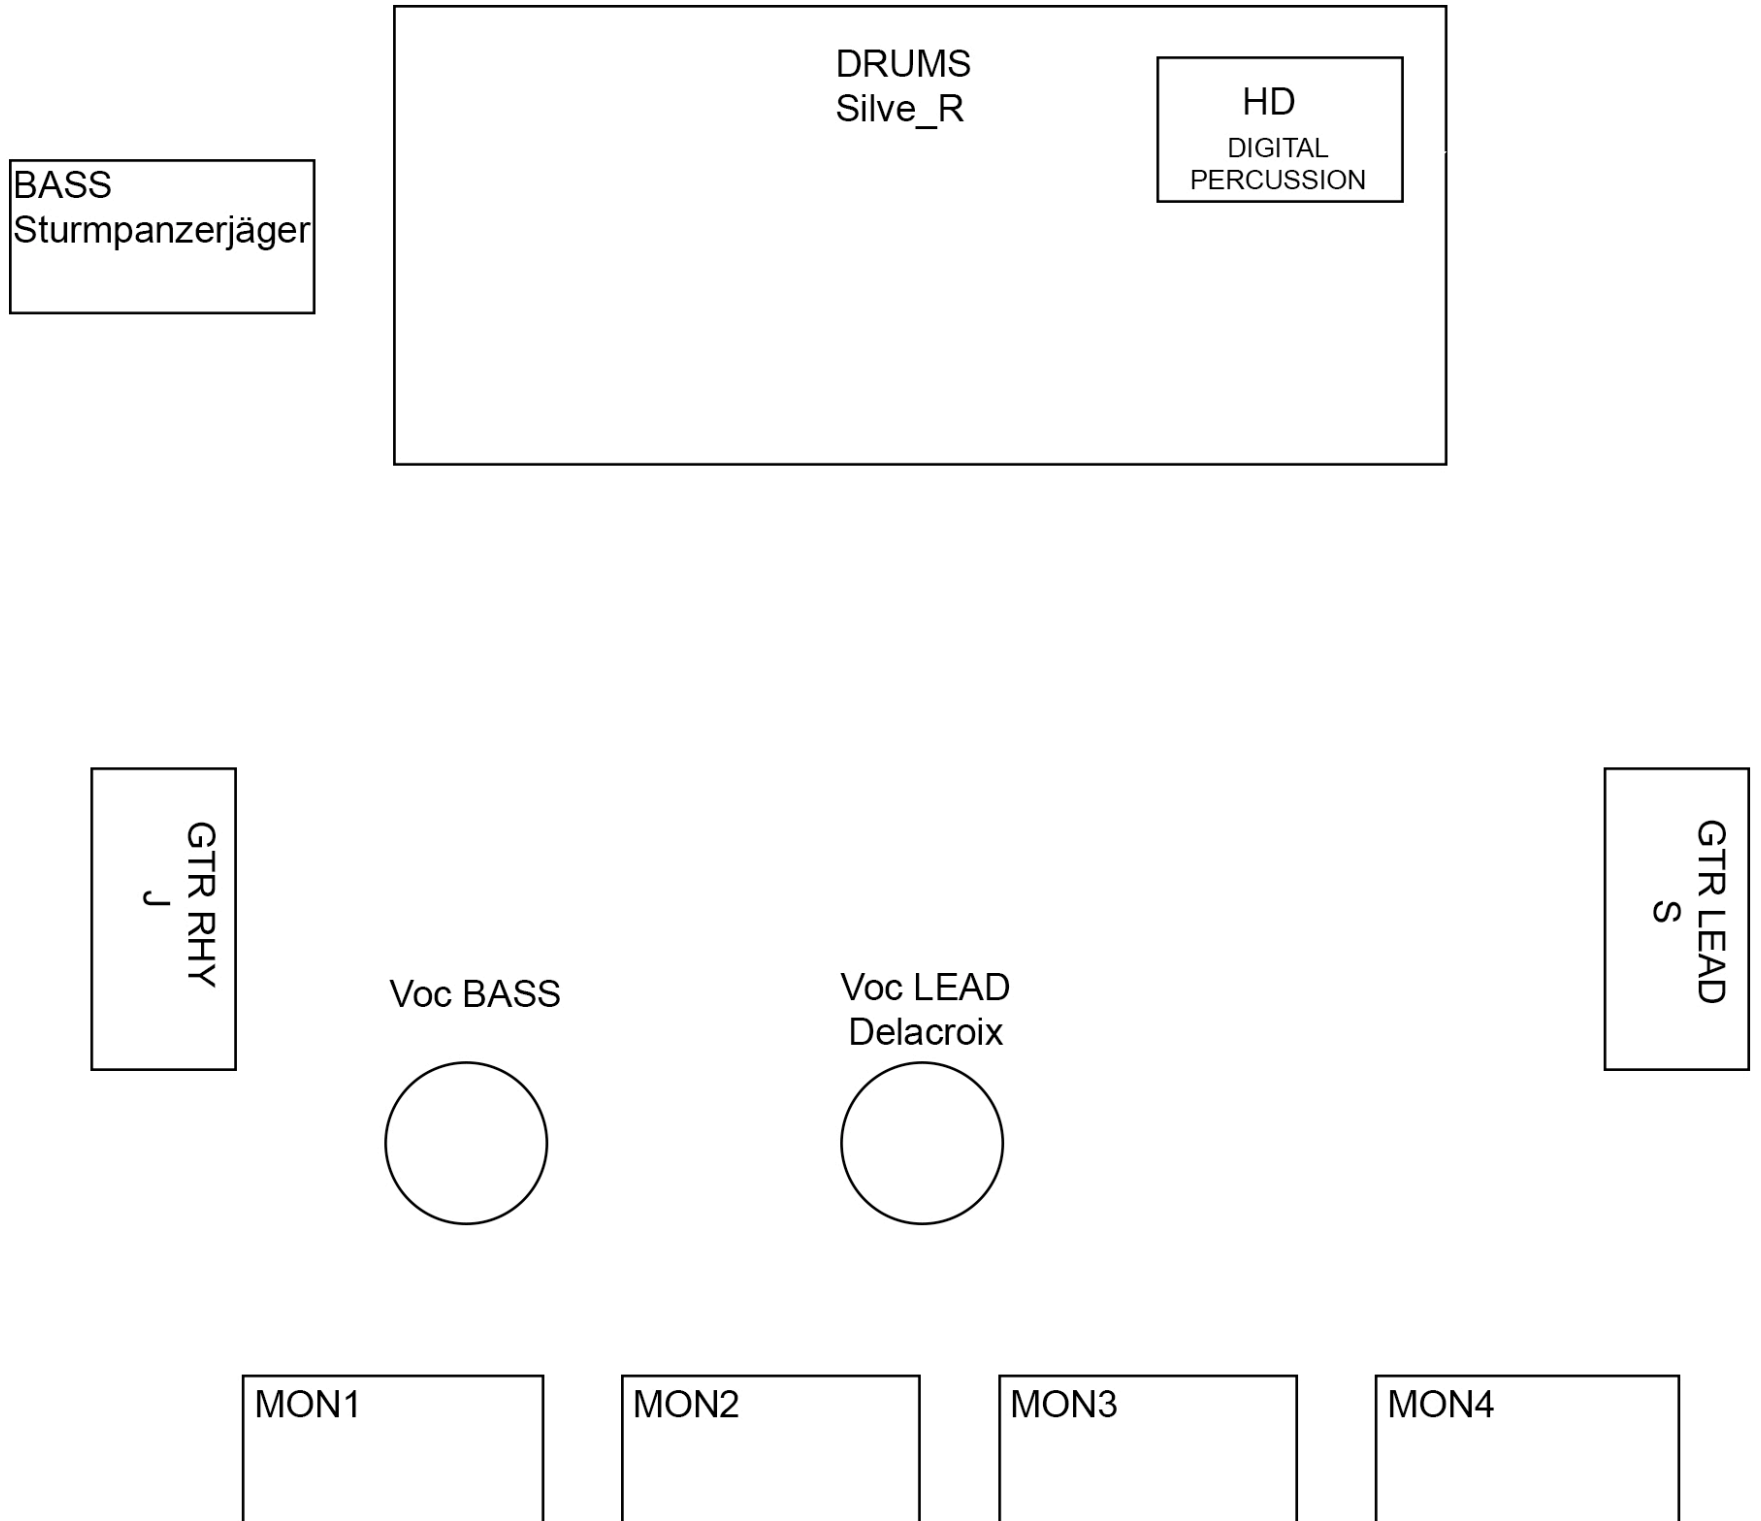 DRUMS
Silve_R
HD
DIGITAL
PERCUSSION
BASS
Sturmpanzerjäger
GTR RHY
J
GTR LEAD
S
Voc BASS
Voc LEAD
Delacroix
MON1
MON2
MON3
MON4